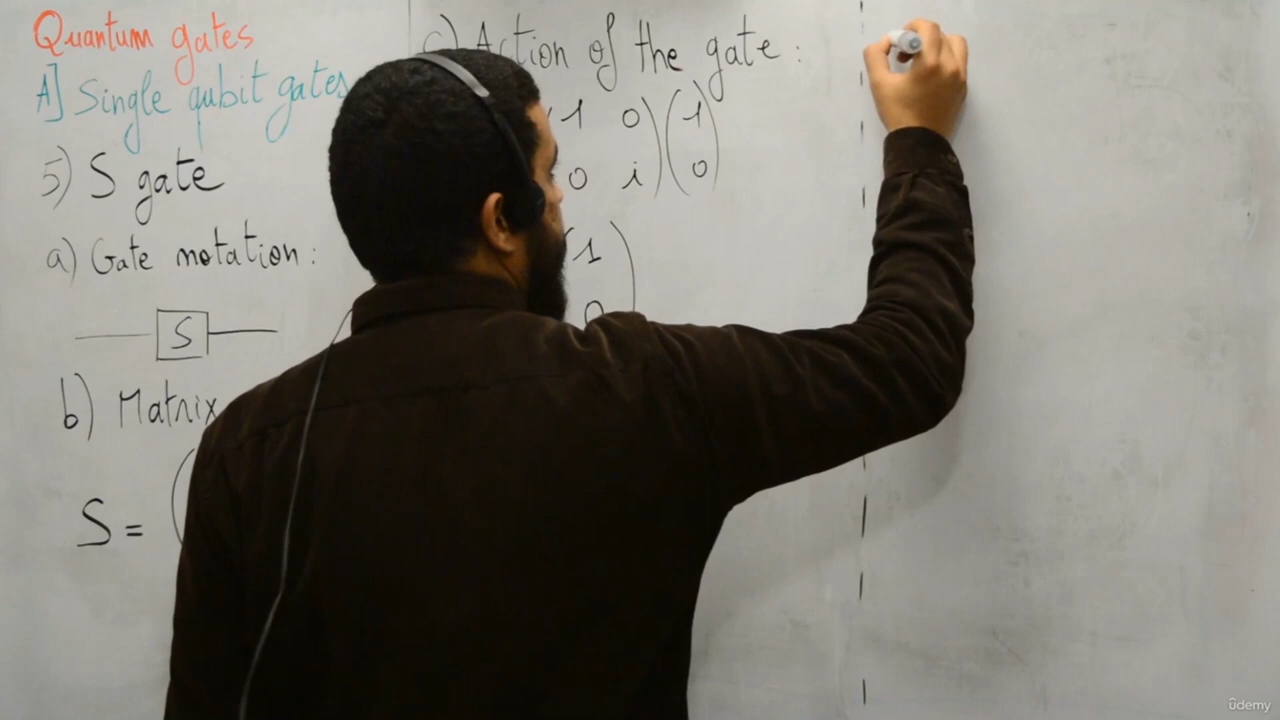 Quantum gates
A] Single qubit gates
5) S gate
a) Gate notation:
S
b) Matrix
S = (
c) Action of the gate:
1 0) (1)
0 i) (0)
(1)
0
ûdemy